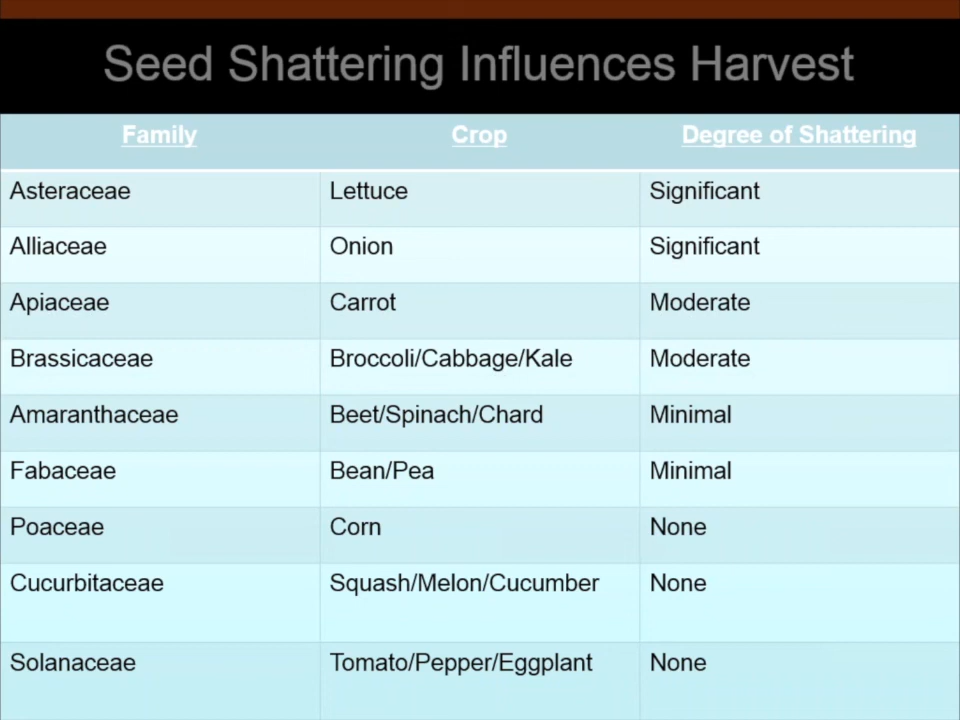 Seed Shattering Influences Harvest
Family Crop Degree of Shattering
Asteraceae Lettuce Significant
Alliaceae Onion Significant
Apiaceae Carrot Moderate
Brassicaceae Broccoli/Cabbage/Kale Moderate
Amaranthaceae Beet/Spinach/Chard Minimal
Fabaceae Bean/Pea Minimal
Poaceae Corn None
Cucurbitaceae Squash/Melon/Cucumber None
Solanaceae Tomato/Pepper/Eggplant None